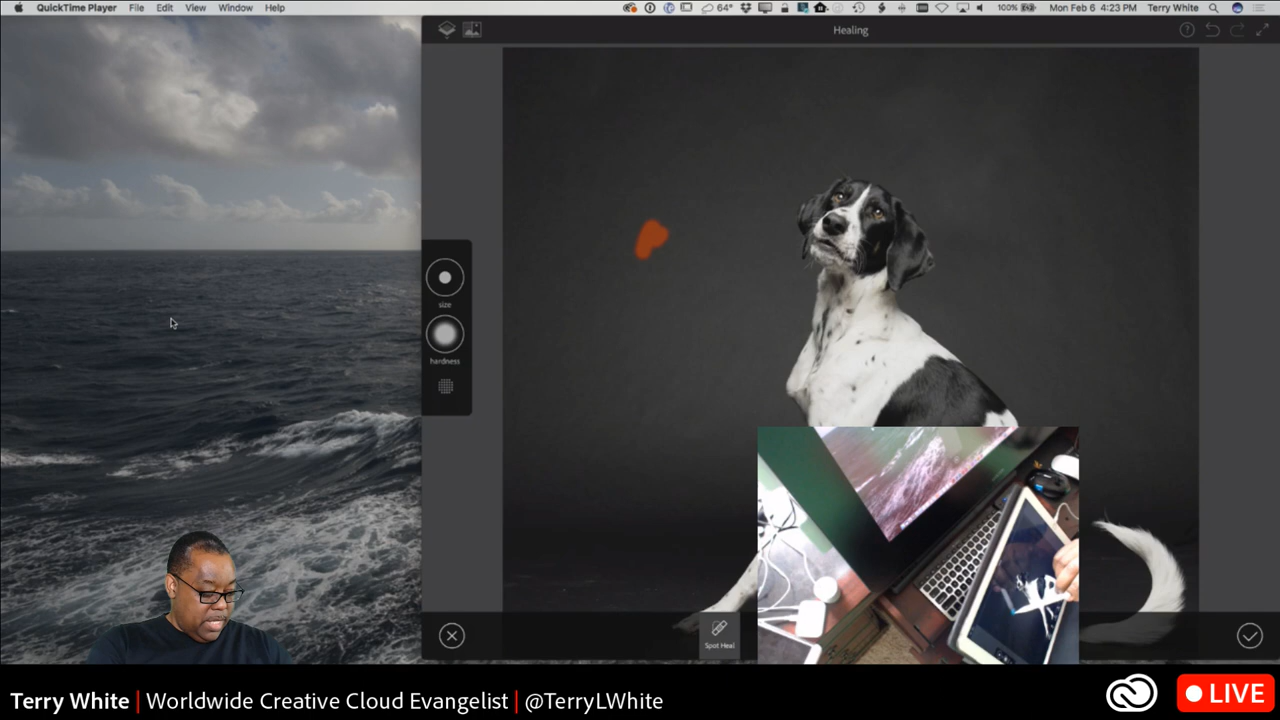 QuickTime Player File Edit View Window Help 64° 100% Mon Feb 6 4:23 PM Terry White
Healing
size
hardness
Spot Heal
Terry White | Worldwide Creative Cloud Evangelist | @TerryLWhite
LIVE